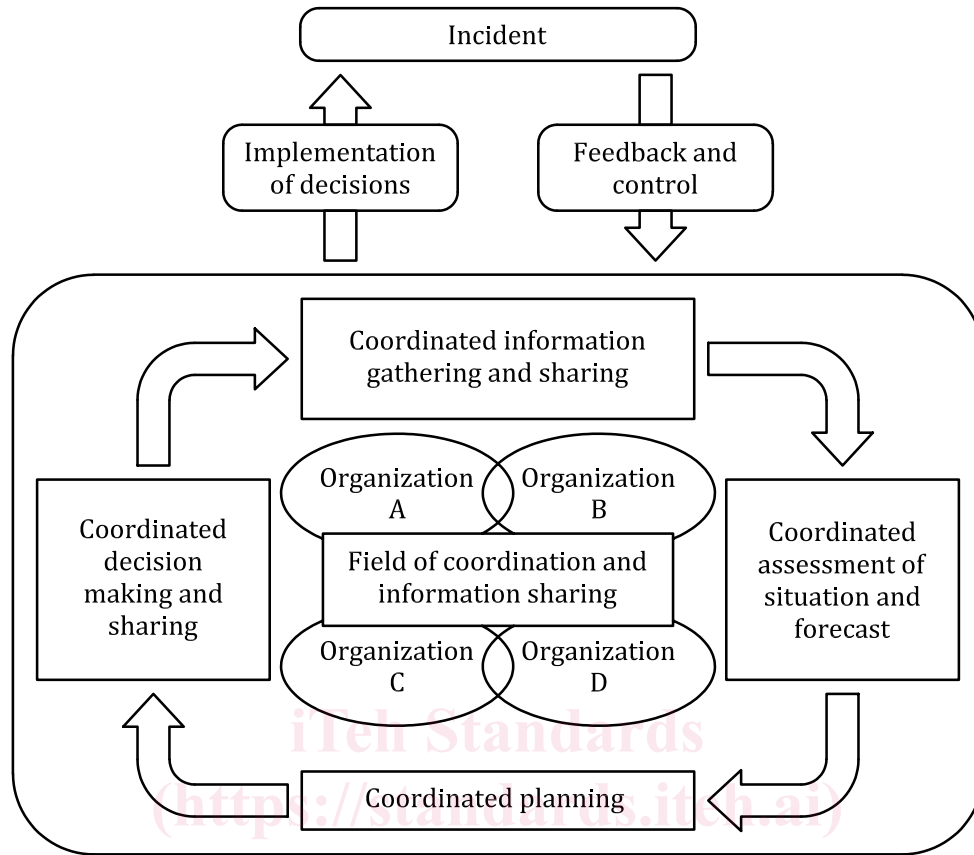 Incident
Implementation
of decisions
Feedback and
control
Coordinated information
gathering and sharing
Organization
A
Organization
B
Coordinated
decision
making and
sharing
Field of coordination and
information sharing
Coordinated
assessment of
situation and
forecast
Organization
C
Organization
D
iTeh Standards
Coordinated planning
(https://standards.iteh.ai)